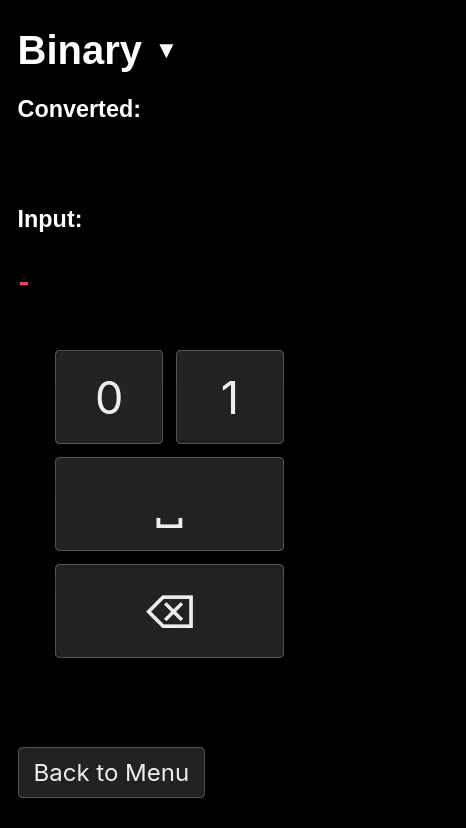 Binary ▼
Converted:
Input:
-
0 1
␣
⌫
Back to Menu